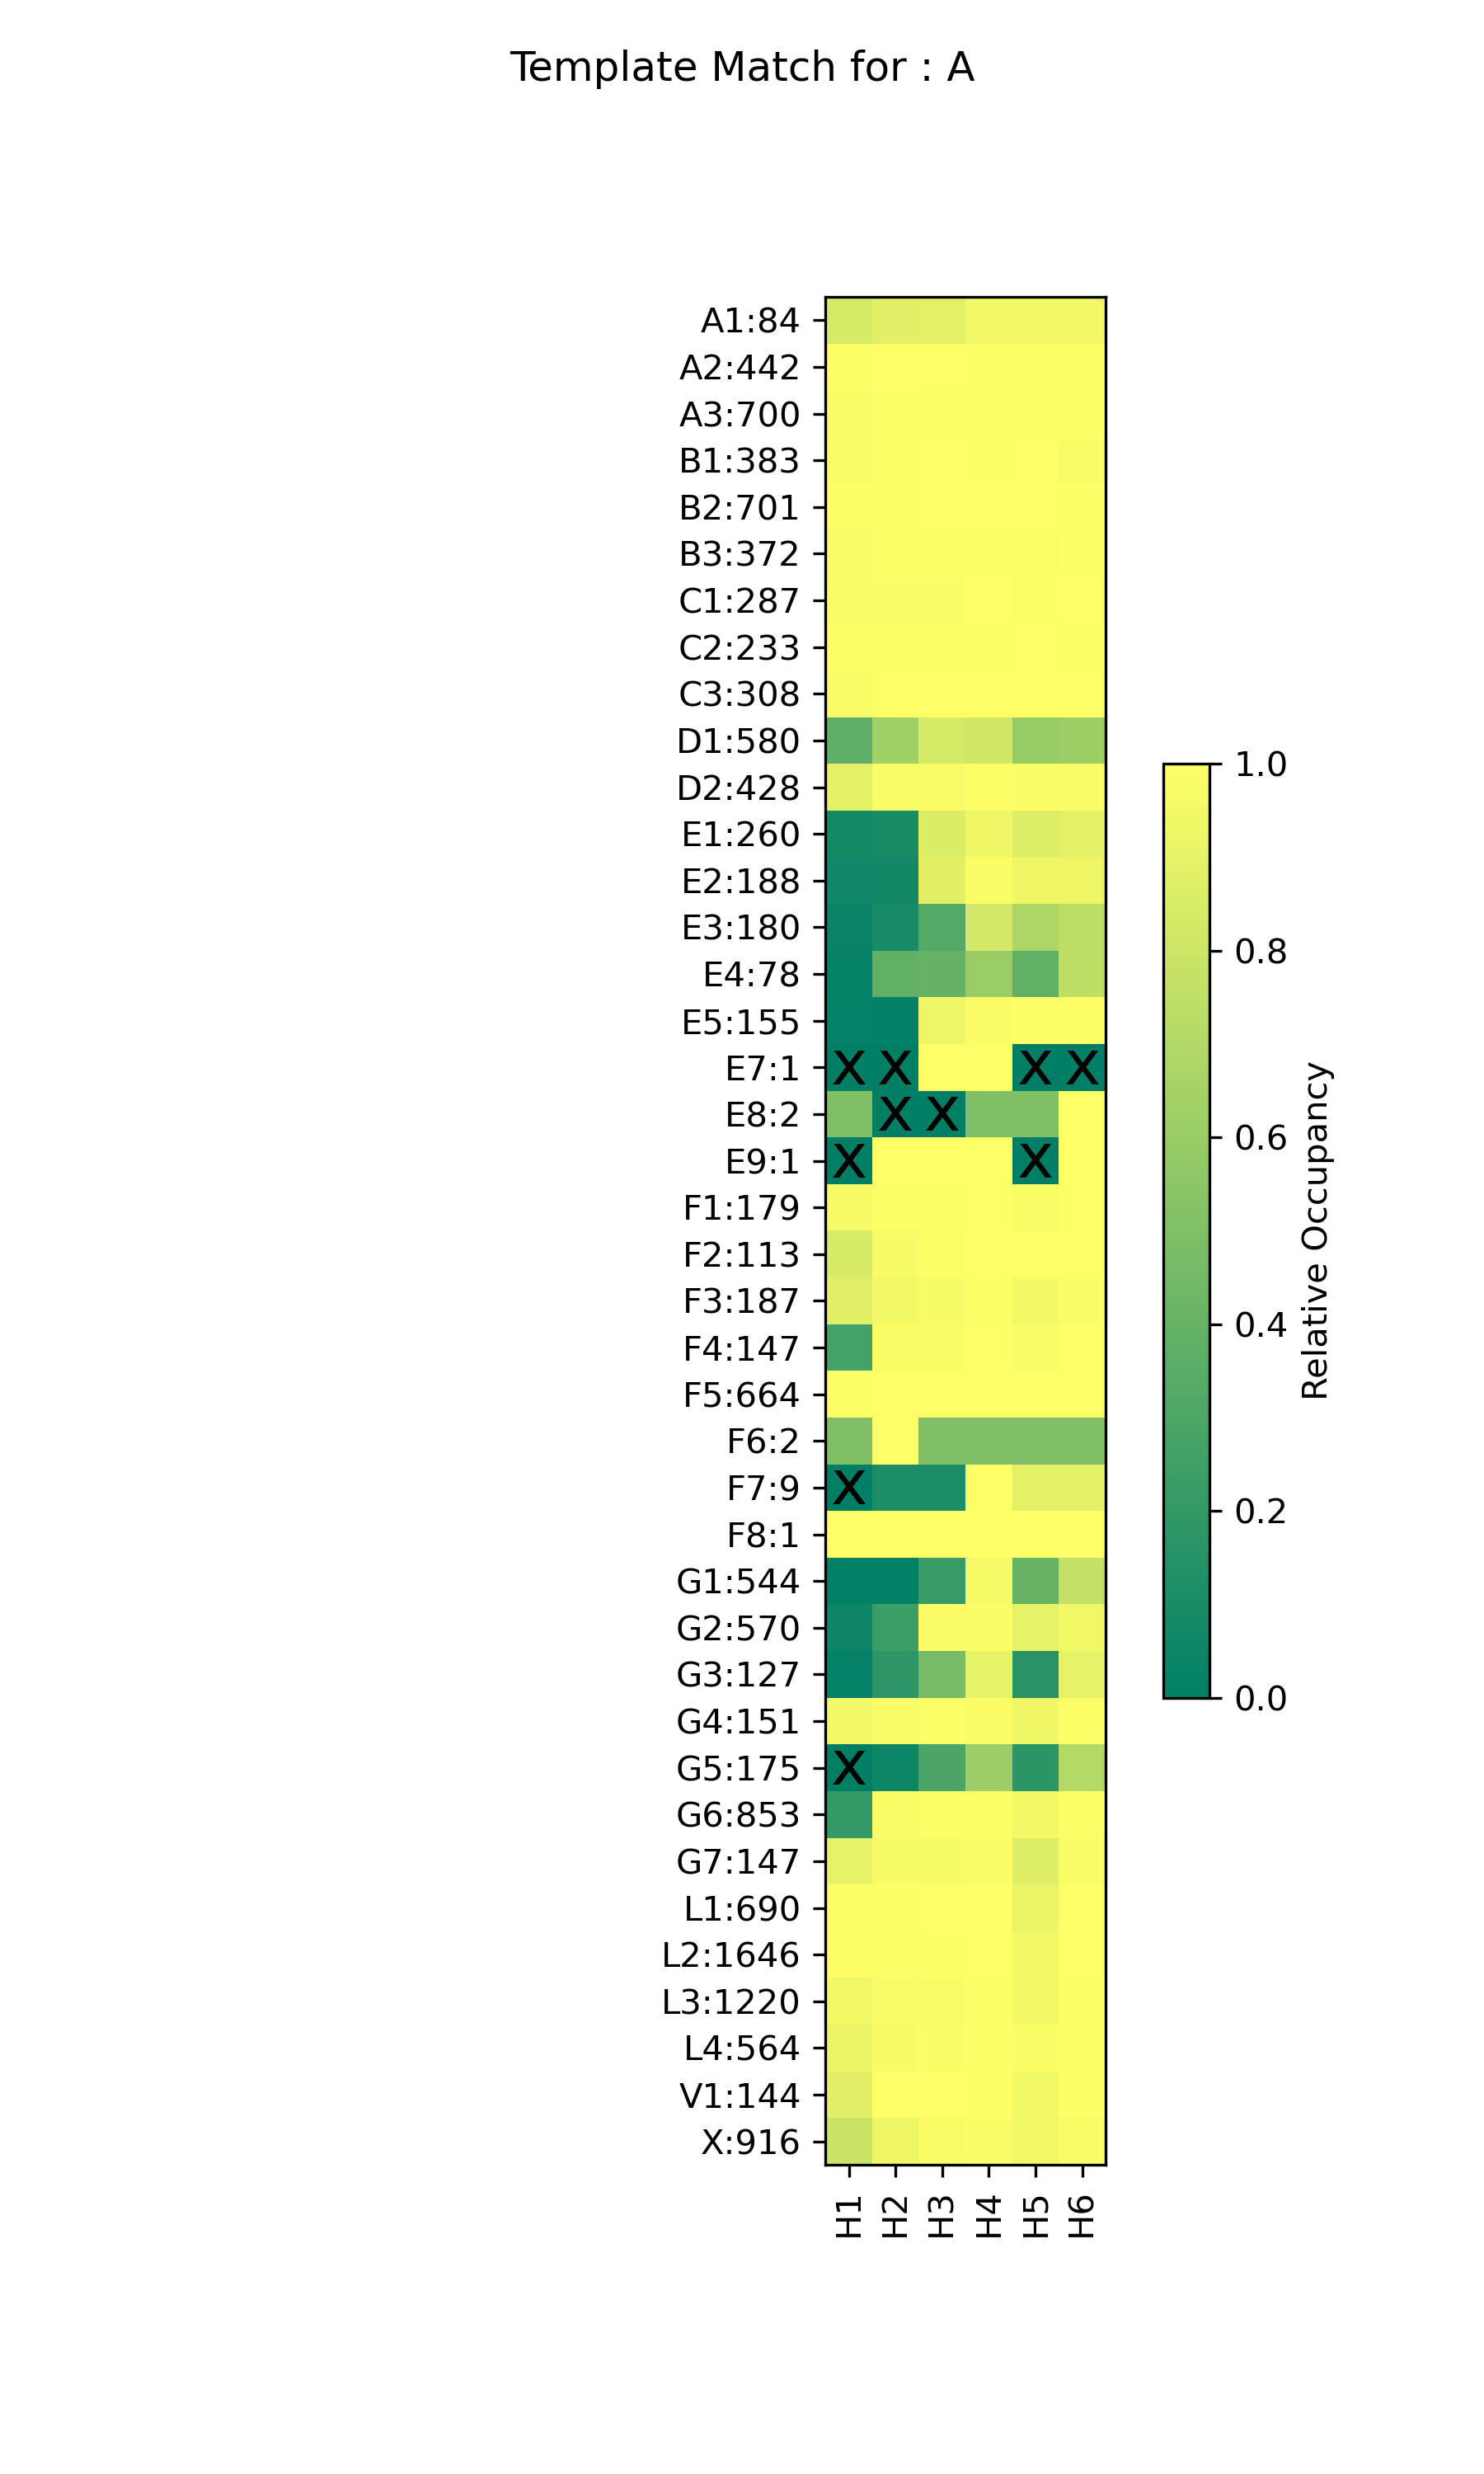 Template Match for : A
A1:84
A2:442
A3:700
B1:383
B2:701
B3:372
C1:287
C2:233
C3:308
D1:580
D2:428
E1:260
E2:188
E3:180
E4:78
E5:155
E7:1 X X X X
E8:2 X X
E9:1 X X
F1:179
F2:113
F3:187
F4:147
F5:664
F6:2
F7:9 X
F8:1
G1:544
G2:570
G3:127
G4:151
G5:175 X
G6:853
G7:147
L1:690
L2:1646
L3:1220
L4:564
V1:144
X:916
H1 H2 H3 H4 H5 H6
1.0
0.8
0.6
0.4
0.2
0.0
Relative Occupancy